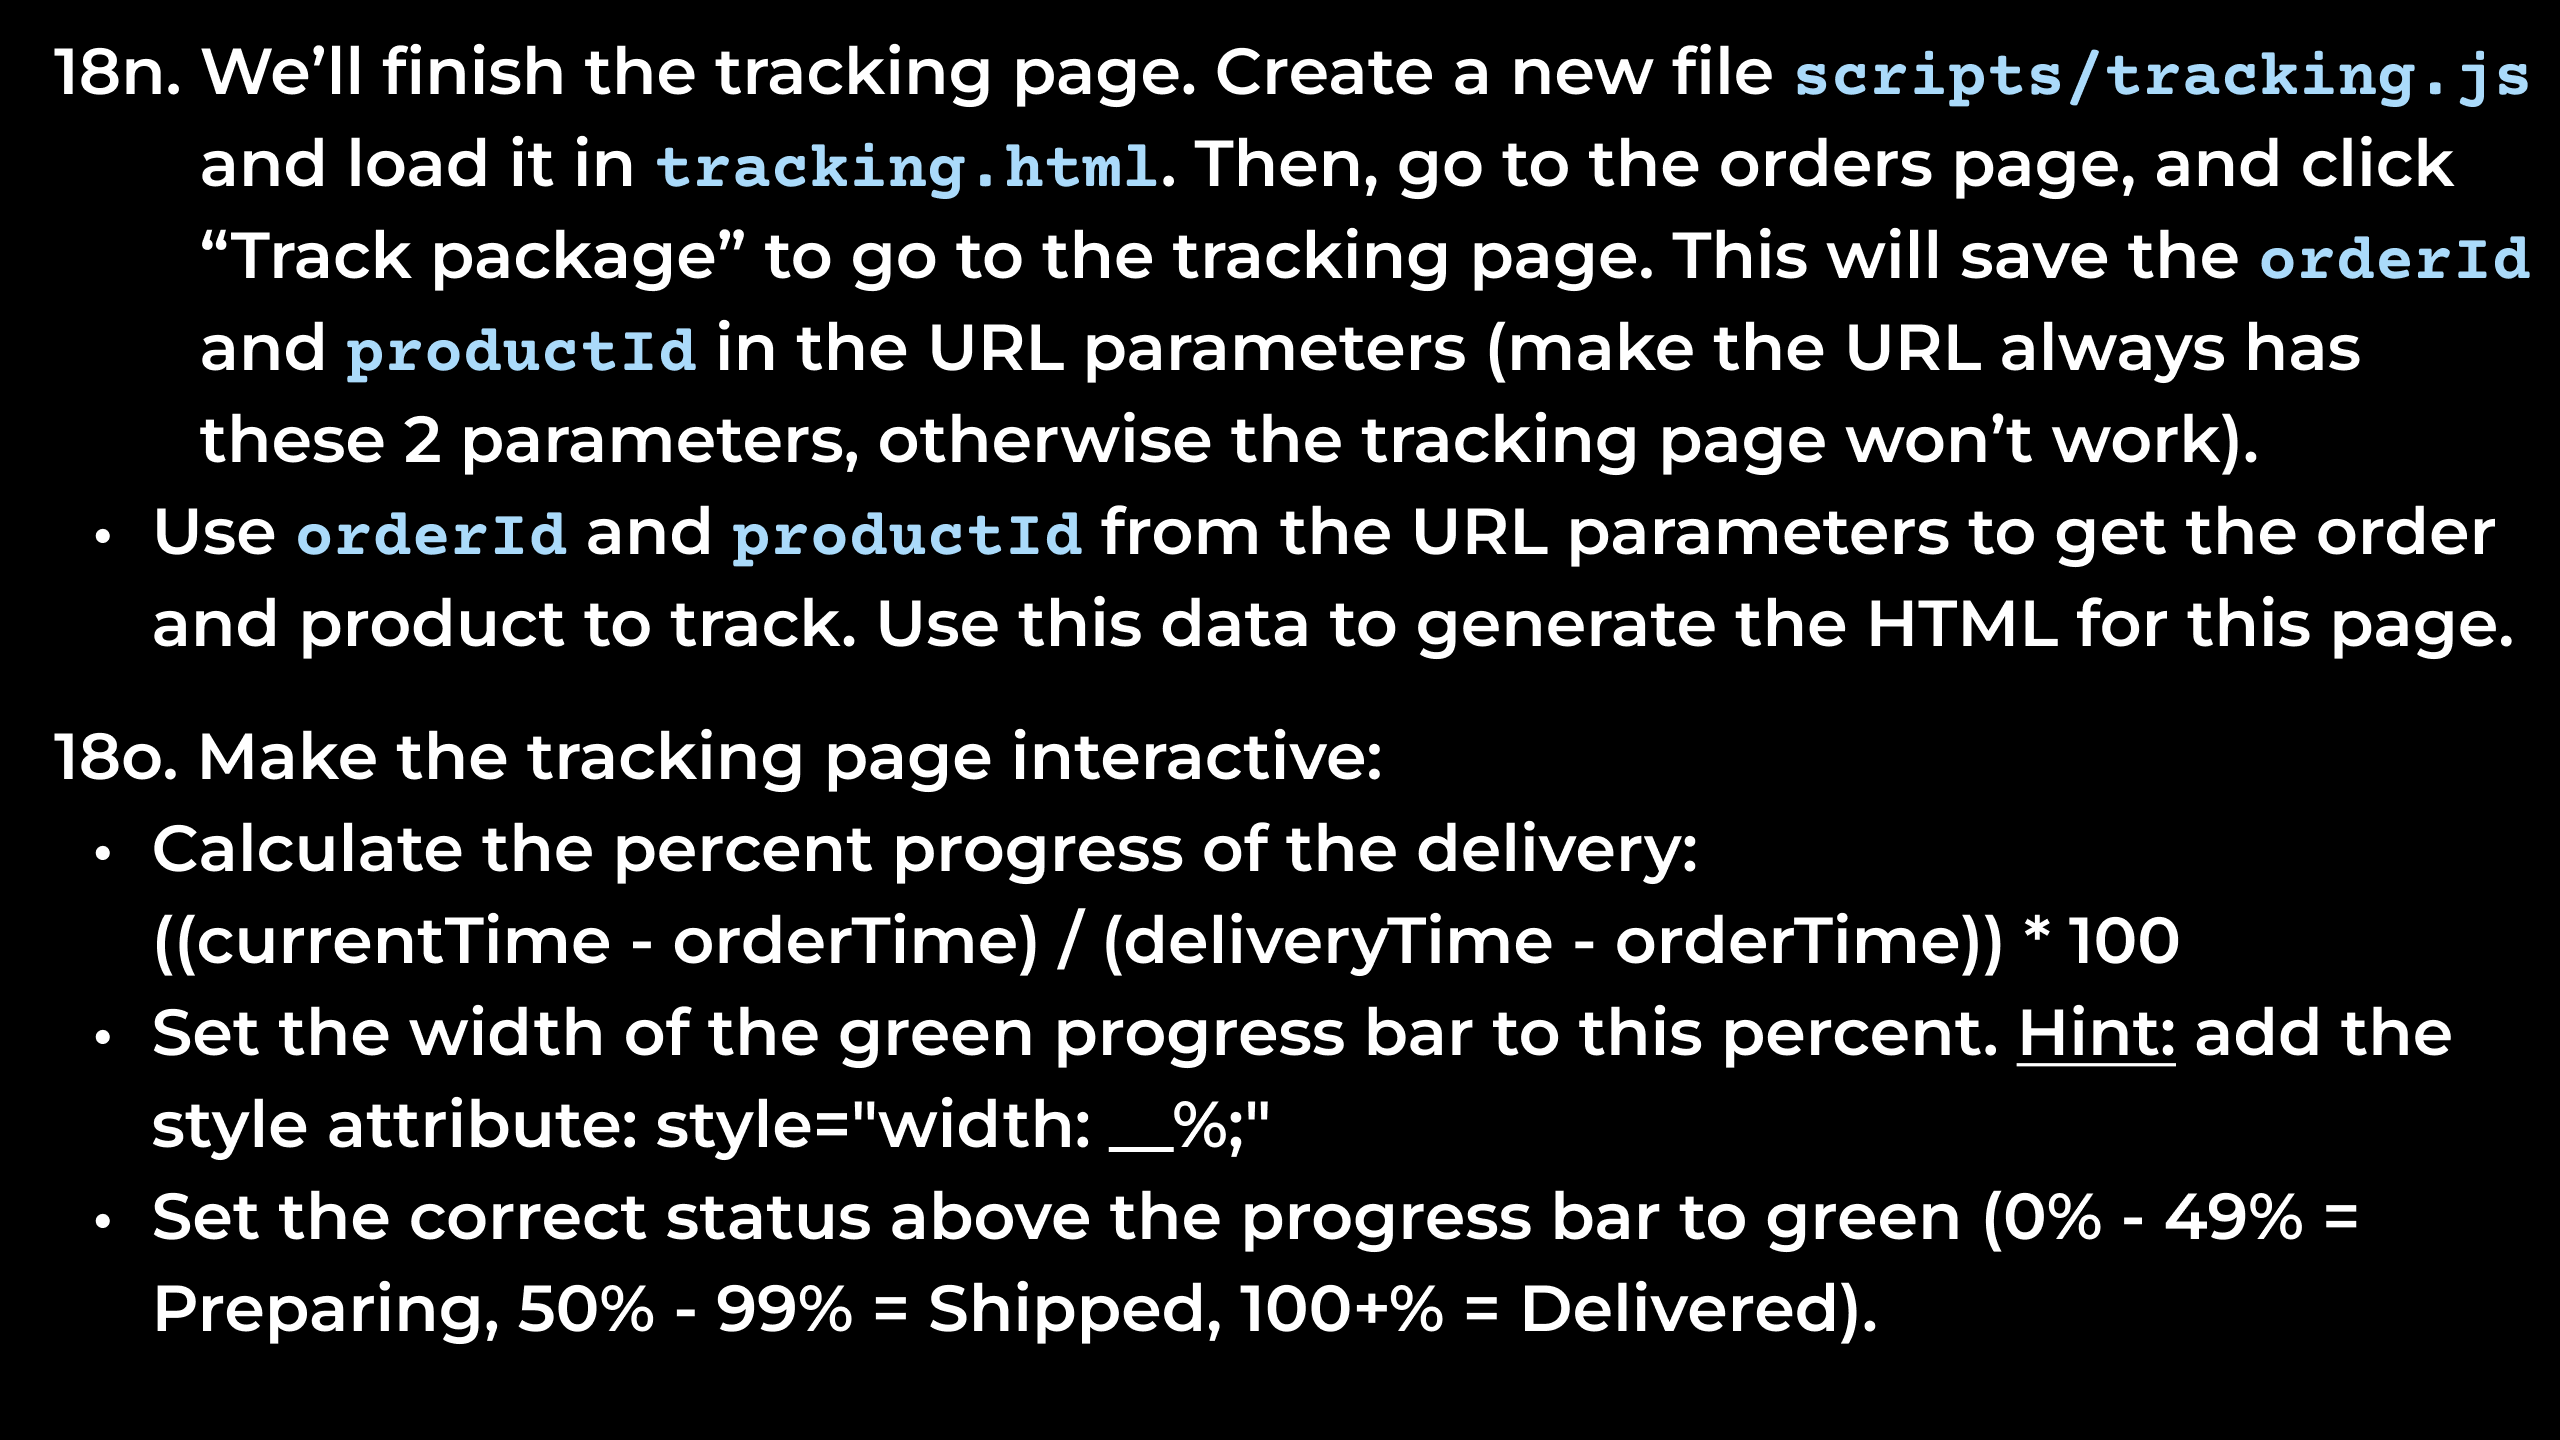 18n. We’ll finish the tracking page. Create a new file scripts/tracking.js
and load it in tracking.html. Then, go to the orders page, and click
“Track package” to go to the tracking page. This will save the orderId
and productId in the URL parameters (make the URL always has
these 2 parameters, otherwise the tracking page won’t work).
• Use orderId and productId from the URL parameters to get the order
and product to track. Use this data to generate the HTML for this page.
18o. Make the tracking page interactive:
• Calculate the percent progress of the delivery:
((currentTime - orderTime) / (deliveryTime - orderTime)) * 100
• Set the width of the green progress bar to this percent. Hint: add the
style attribute: style="width: __%;"
• Set the correct status above the progress bar to green (0% - 49% =
Preparing, 50% - 99% = Shipped, 100+% = Delivered).